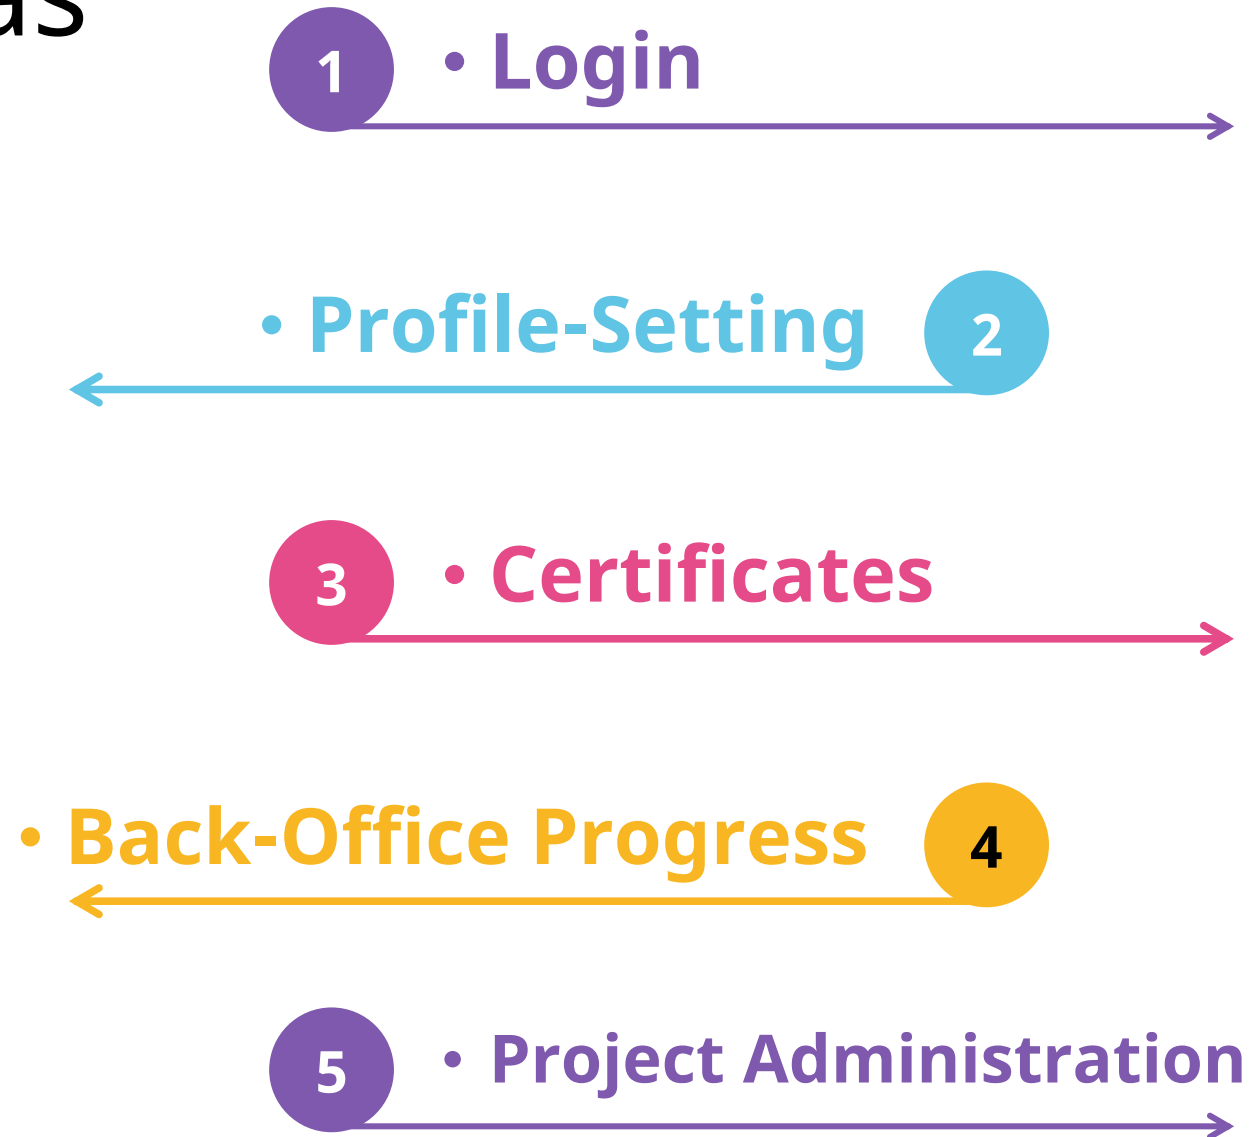 1 • Login
• Profile-Setting 2
3 • Certificates
• Back-Office Progress 4
5 • Project Administration